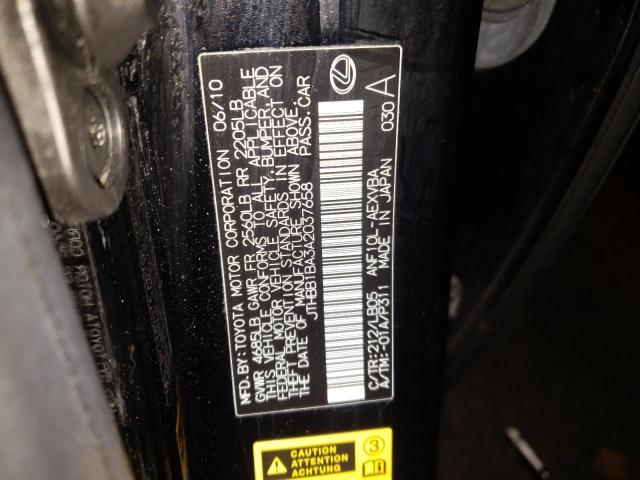 MFD. BY: TOYOTA MOTOR CORPORATION 06/10
GVWR 4685LB GAWR FR 2560LB RR 2205LB
THIS VEHICLE CONFORMS TO ALL APPLICABLE
FEDERAL MOTOR VEHICLE SAFETY, BUMPER, AND
THEFT PREVENTION STANDARDS IN EFFECT ON
THE DATE OF MANUFACTURE SHOWN ABOVE.
JTHBB1BA3A2037658 PASS. CAR
C/TR:212/LB05 ANF10L-AEXVBA 030 A
A/TM:-01A/P311 MADE IN JAPAN
CAUTION
ATTENTION
ACHTUNG
3